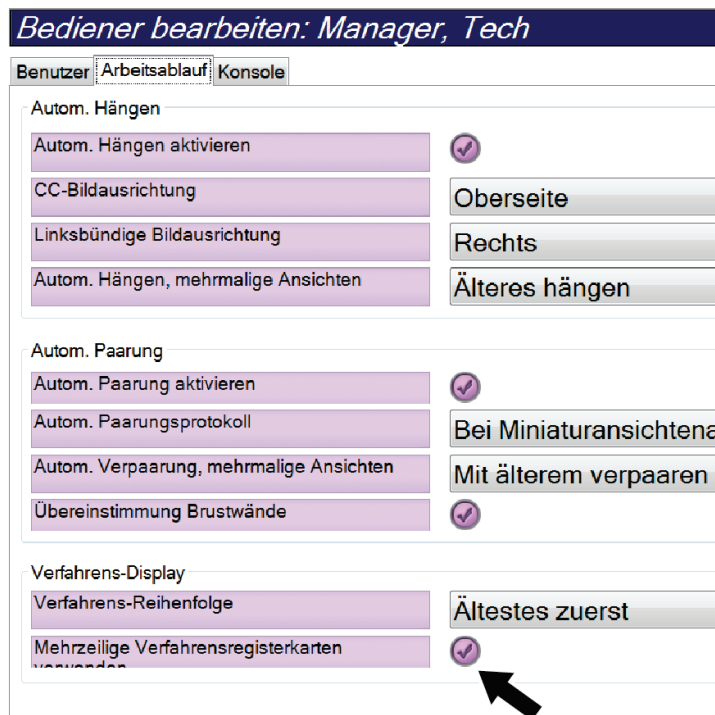 Bediener bearbeiten: Manager, Tech
Benutzer Arbeitsablauf Konsole
Autom. Hängen
Autom. Hängen aktivieren
CC-Bildausrichtung Oberseite
Linksbündige Bildausrichtung Rechts
Autom. Hängen, mehrmalige Ansichten Älteres hängen
Autom. Paarung
Autom. Paarung aktivieren
Autom. Paarungsprotokoll Bei
Autom. Verpaarung, mehrmalige Ansichten Mit älterem verpaaren
Übereinstimmung Brustwände
Verfahrens-Display
Verfahrens-Reihenfolge Ältestes zuerst
Mehrzeilige Verfahrensregisterkarten